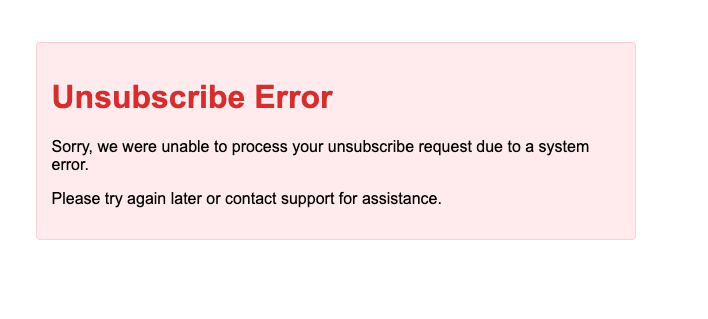 Unsubscribe Error
Sorry, we were unable to process your unsubscribe request due to a system
error.
Please try again later or contact support for assistance.